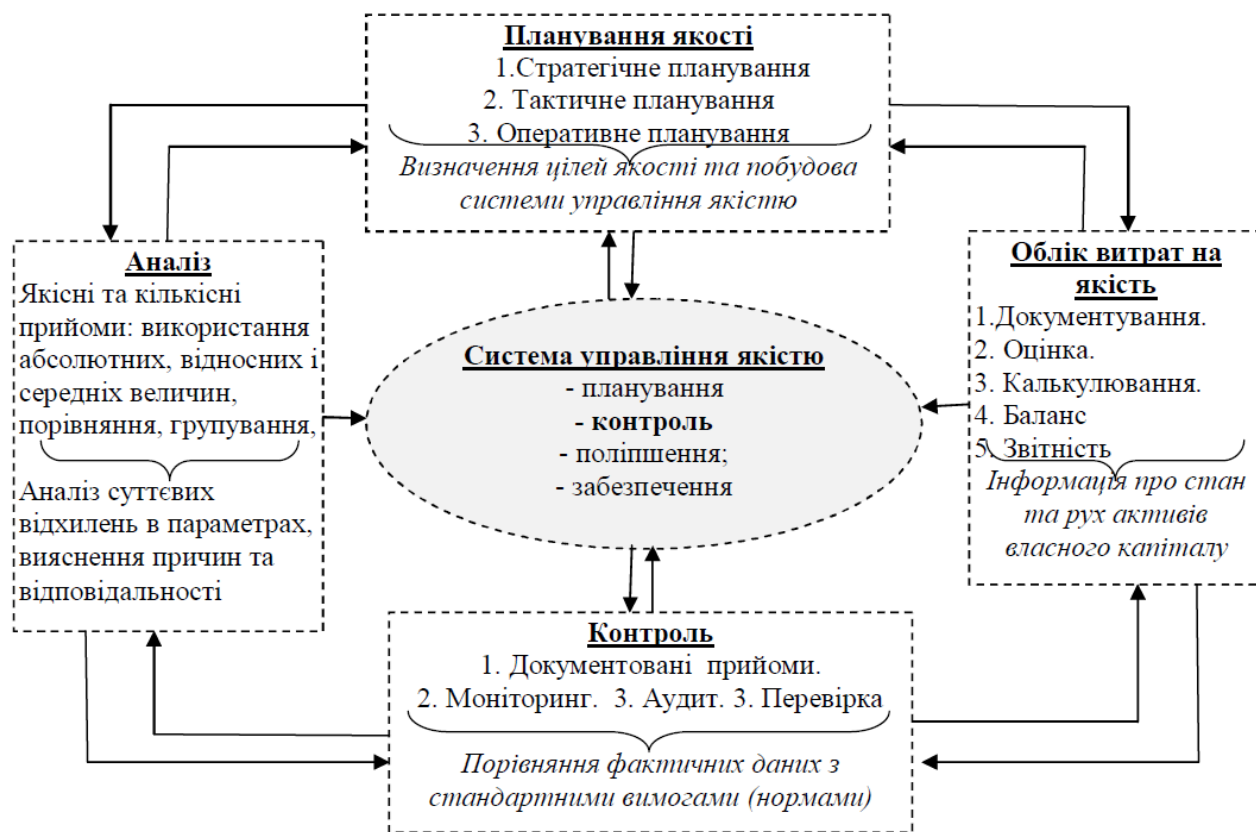 Планування якості
1.Стратегічне планування
2. Тактичне планування
3. Оперативне планування
Визначення цілей якості та побудова
системи управління якістю
Аналіз
Якісні та кількісні
прийоми: використання
абсолютних, відносних і
середніх величин,
порівняння, групування,
Аналіз суттєвих
відхилень в параметрах,
вияснення причин та
відповідальності
Система управління якістю
- планування
- контроль
- поліпшення;
- забезпечення
Облік витрат на
якість
1.Документування.
2. Оцінка.
3. Калькулювання.
4. Баланс
5. Звітність
Інформація про стан
та рух активів
власного капіталу
Контроль
1. Документовані прийоми.
2. Моніторинг. 3. Аудит. 3. Перевірка
Порівняння фактичних даних з
стандартними вимогами (нормами)